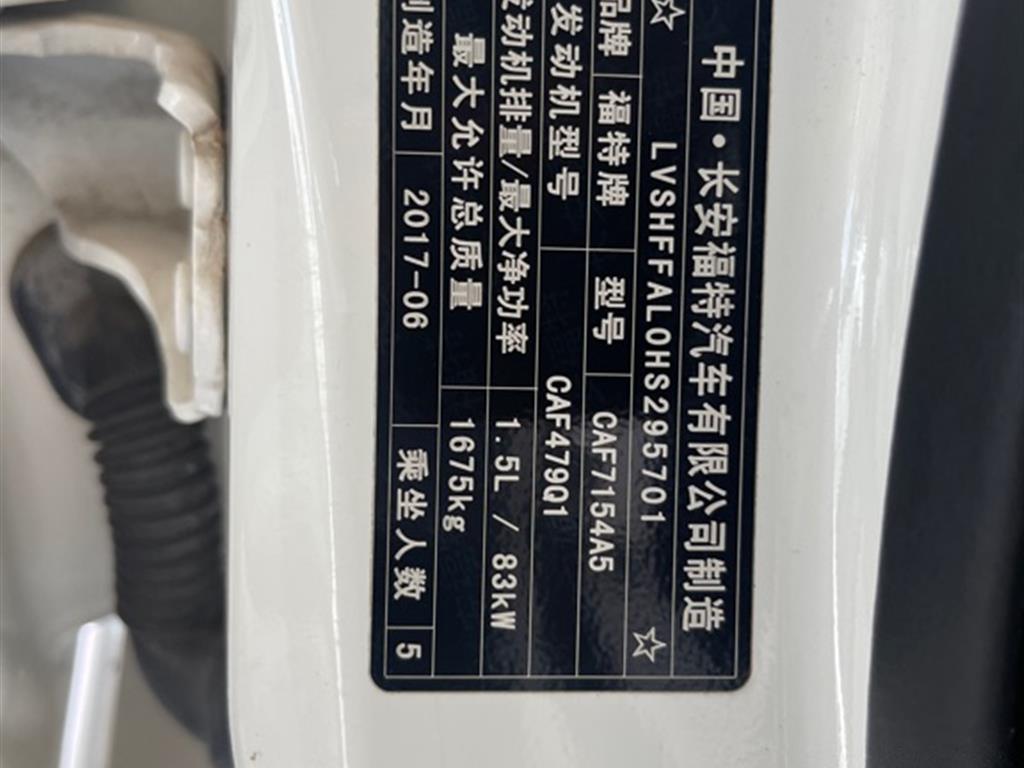 中国·长安福特汽车有限公司制造
☆ LVSHFFAL0HS295701 ☆
品牌 福特牌 型号 CAF7154A5
发动机型号 CAF479Q1
发动机排量/最大净功率 1.5L / 83kW
最大允许总质量 1675kg
制造年月 2017-06 乘坐人数 5